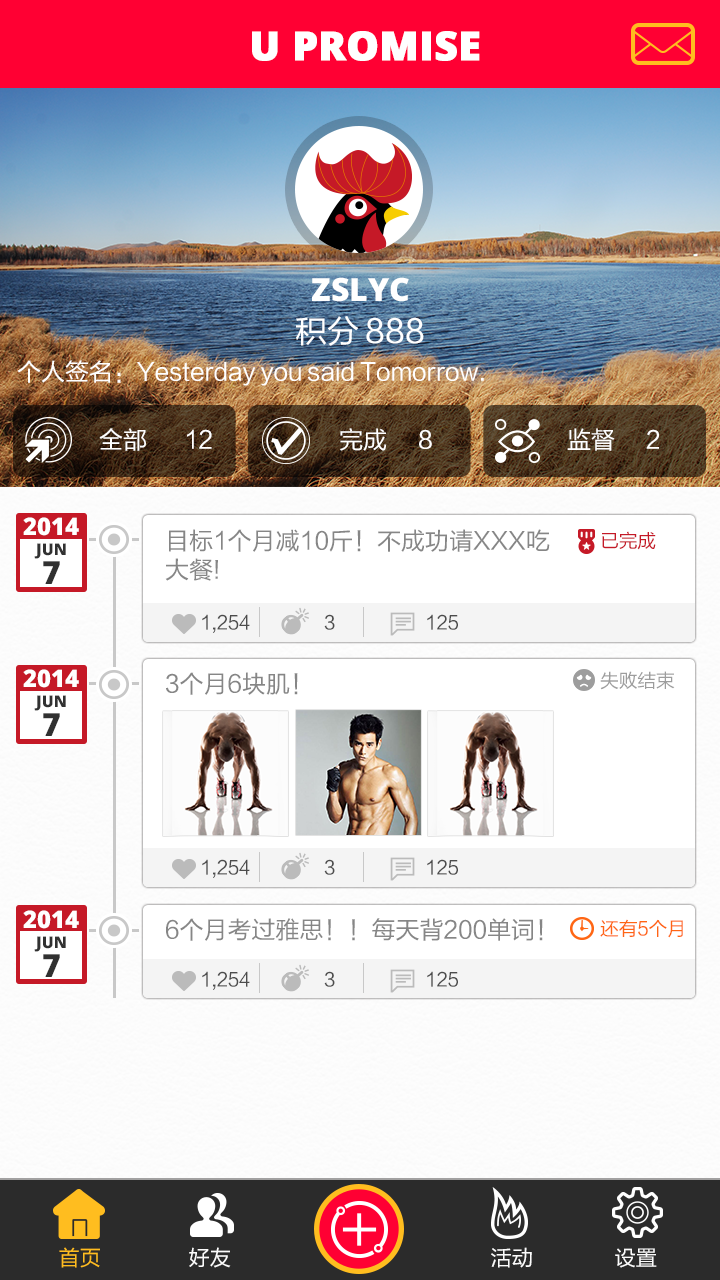 U PROMISE
ZSLYC
积分 888
个人签名：Yesterday you said Tomorrow.
全部 12
完成 8
监督 2
2014
JUN
7
目标1个月减10斤！不成功请XXX吃
大餐!
已完成
1,254 3 125
2014
JUN
7
3个月6块肌！
失败结束
1,254 3 125
2014
JUN
7
6个月考过雅思！！每天背200单词！
还有5个月
1,254 3 125
首页
好友
活动
设置